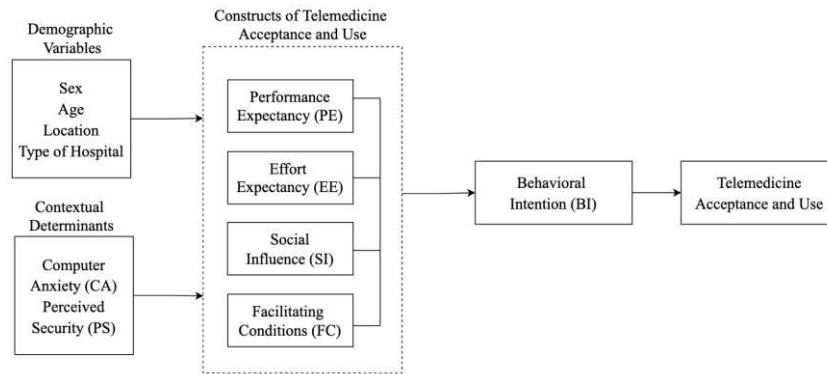 Demographic
Variables
Sex
Age
Location
Type of Hospital
Contextual
Determinants
Computer
Anxiety (CA)
Perceived
Security (PS)
Constructs of Telemedicine
Acceptance and Use
Performance
Expectancy (PE)
Effort
Expectancy (EE)
Social
Influence (SI)
Facilitating
Conditions (FC)
Behavioral
Intention (BI)
Telemedicine
Acceptance and Use